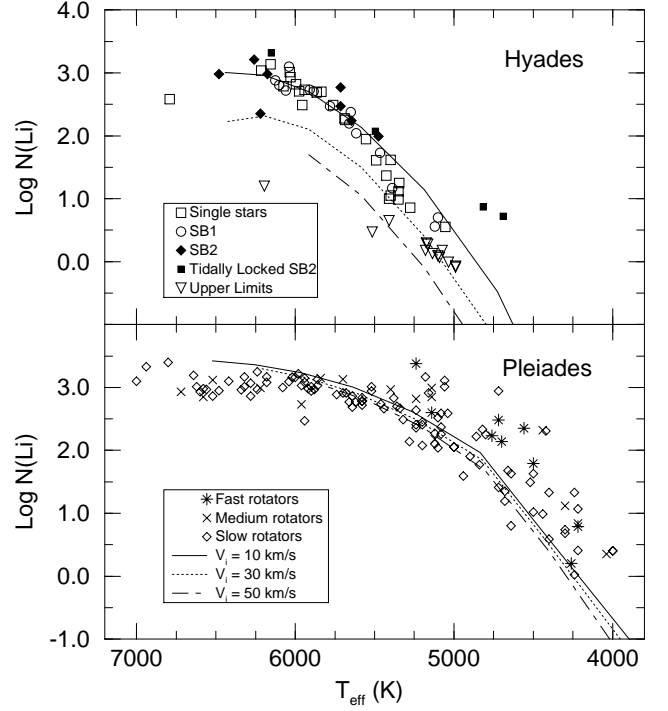 4.0
3.0
2.0
1.0
0.0
Log N(Li)
Hyades
Single stars
SB1
SB2
Tidally Locked SB2
Upper Limits
3.0
2.0
1.0
0.0
-1.0
Log N(Li)
Pleiades
Fast rotators
Medium rotators
Slow rotators
V_i = 10 km/s
V_i = 30 km/s
V_i = 50 km/s
7000 6000 5000 4000
T_eff (K)